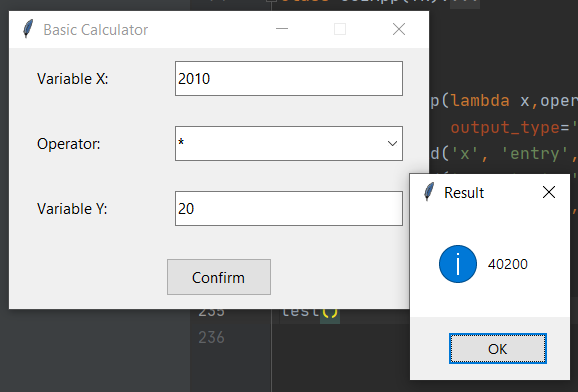 Basic Calculator
Variable X:
2010
Operator:
*
Variable Y:
20
Confirm
Result
40200
OK
p(lambda x,oper
output_type='
d('x', 'entry',
235
test()
236